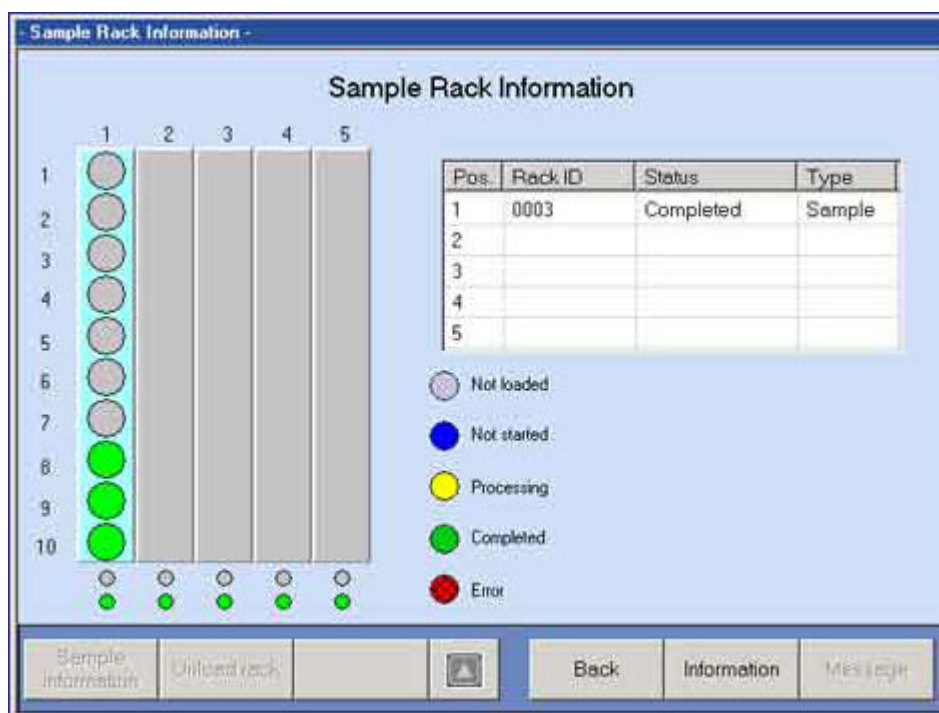 - Sample Rack Information -
Sample Rack Information
1 2 3 4 5
1
2
3
4
5
6
7
8
9
10
Pos. Rack ID Status Type
1 0003 Completed Sample
2
3
4
5
Not loaded
Not started
Processing
Completed
Error
Sample
information
Unload rack
Back
Information
Message